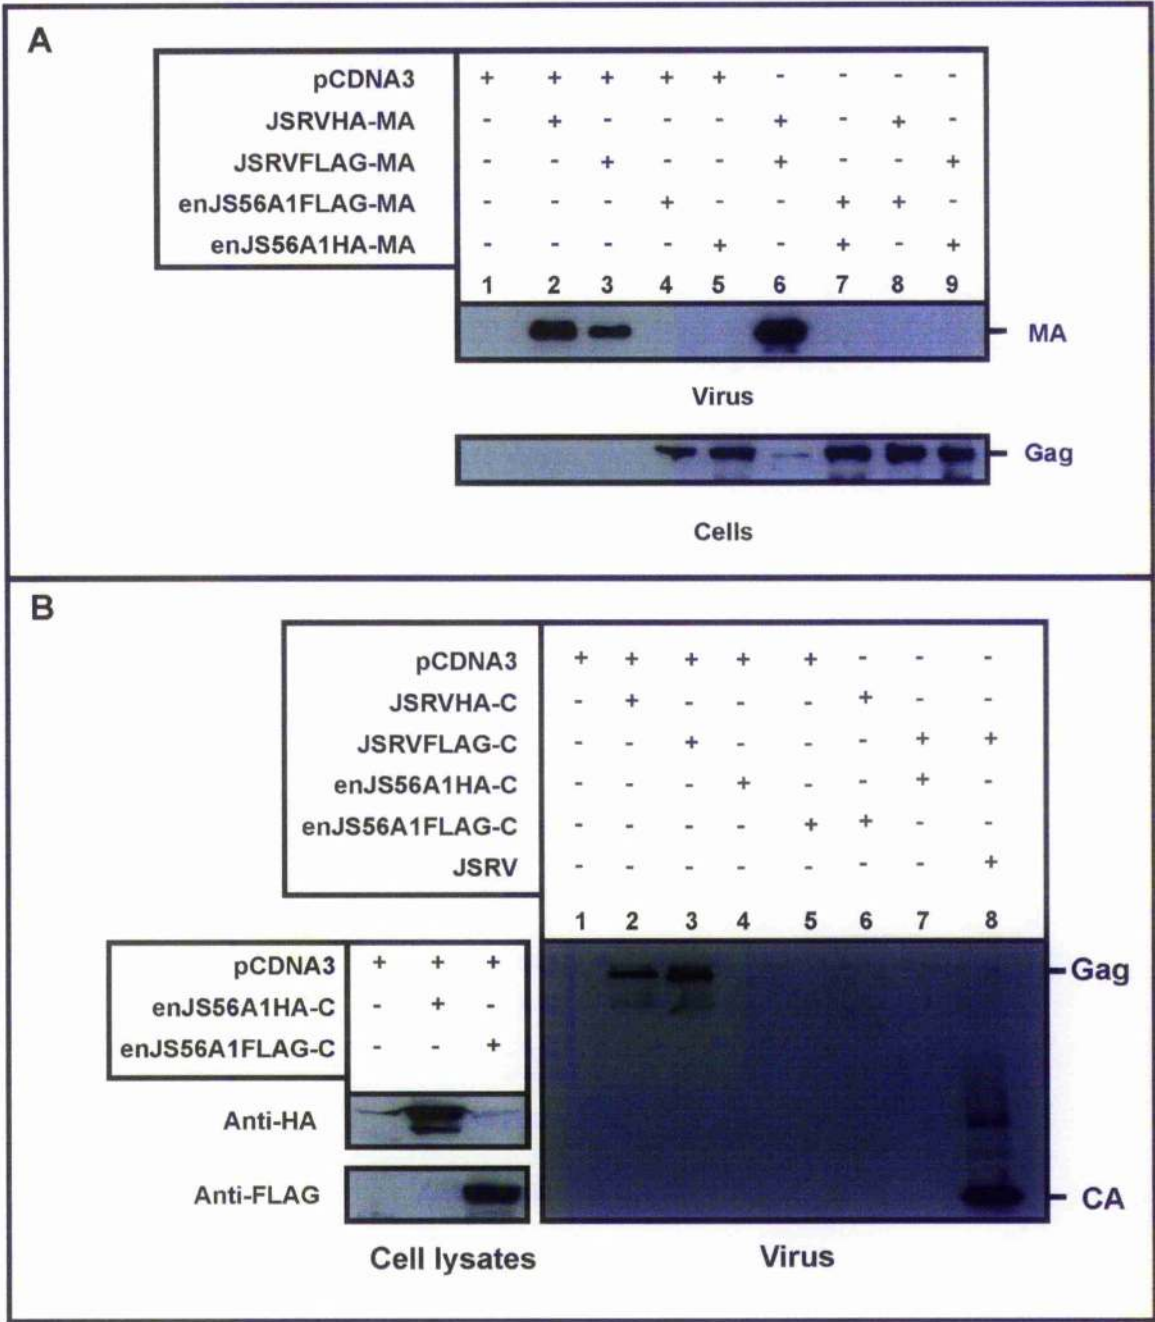 A
pCDNA3 + + + + + - - - -
JSRVHA-MA - + - - - + - + -
JSRVFLAG-MA - - + - - + - - +
enJS56A1FLAG-MA - - - + - - + + -
enJS56A1HA-MA - - - - + - + - +
1 2 3 4 5 6 7 8 9
MA
Virus
Gag
Cells
B
pCDNA3 + + + + + - - -
JSRVHA-C - + - - - + - -
JSRVFLAG-C - - + - - - + +
enJS56A1HA-C - - - + - - + -
enJS56A1FLAG-C - - - - + + - -
JSRV - - - - - - - +
1 2 3 4 5 6 7 8
pCDNA3 + + +
enJS56A1HA-C - + -
enJS56A1FLAG-C - - +
Anti-HA
Anti-FLAG
Cell lysates
Gag
CA
Virus